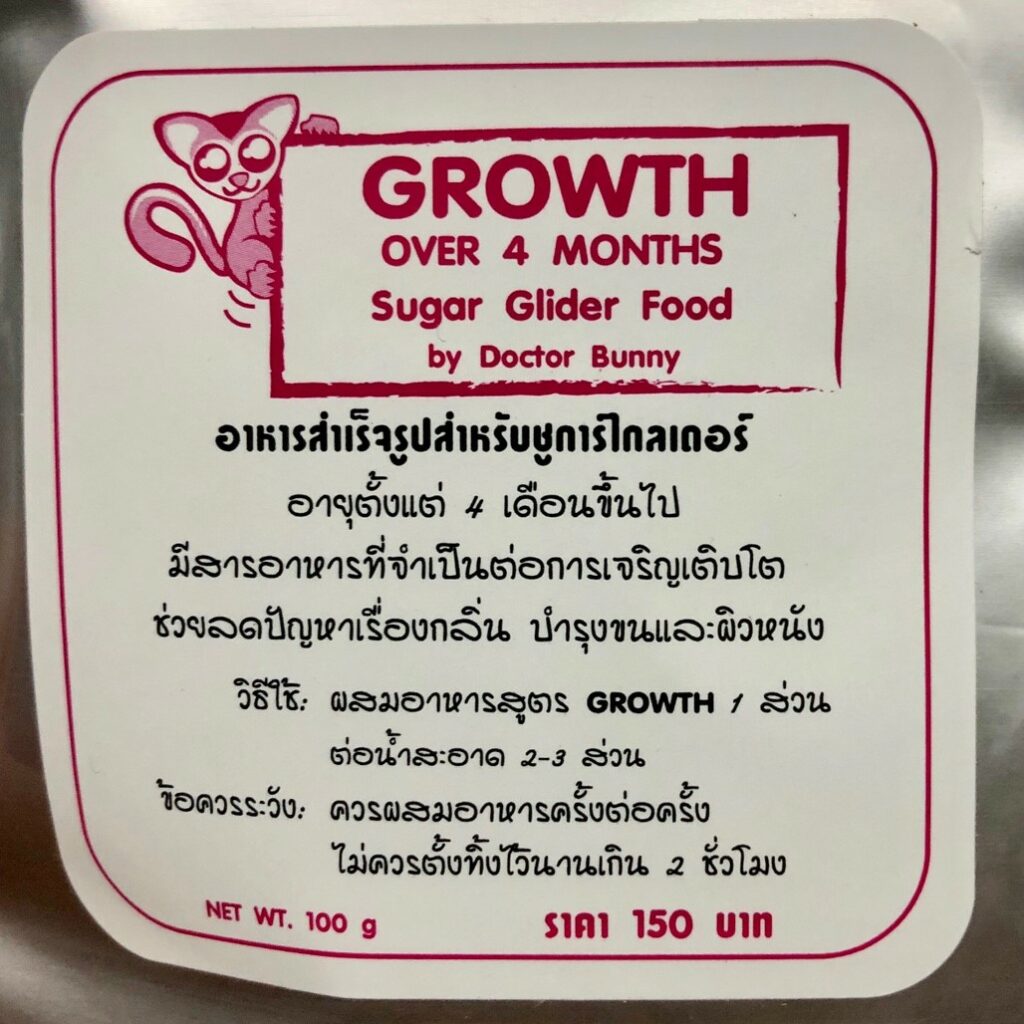 GROWTH
OVER 4 MONTHS
Sugar Glider Food
by Doctor Bunny
อาหารสำเร็จรูปสำหรับชูการ์ไกลเดอร์
อายุตั้งแต่ 4 เดือนขึ้นไป
มีสารอาหารที่จำเป็นต่อการเจริญเติบโต
ช่วยลดปัญหาเรื่องกลิ่น บำรุงขนและผิวหนัง
วิธีใช้: ผสมอาหารสูตร GROWTH 1 ส่วน
ต่อน้ำสะอาด 2-3 ส่วน
ข้อควรระวัง: ควรผสมอาหารครั้งต่อครั้ง
ไม่ควรตั้งทิ้งไว้นานเกิน 2 ชั่วโมง
NET WT. 100 g ราคา 150 บาท